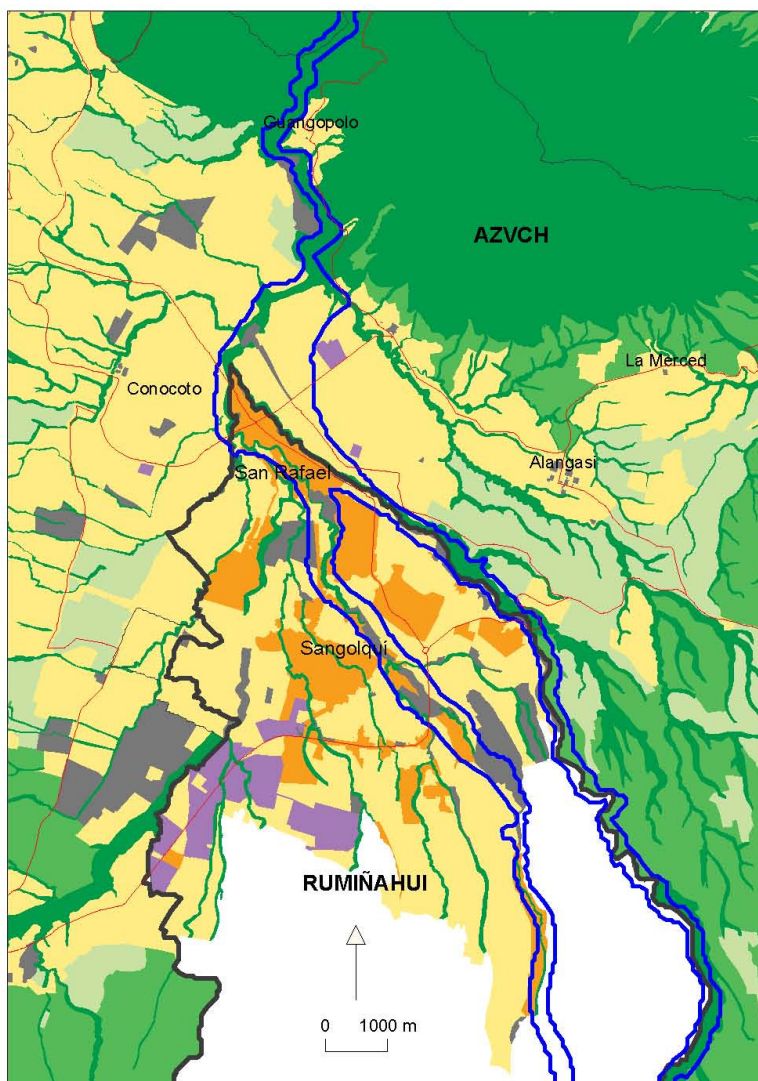 Guangopolo
AZVCH
La Merced
Conocoto
Alangasi
San Rafael
Sangolquí
RUMIÑAHUI
0 1000 m